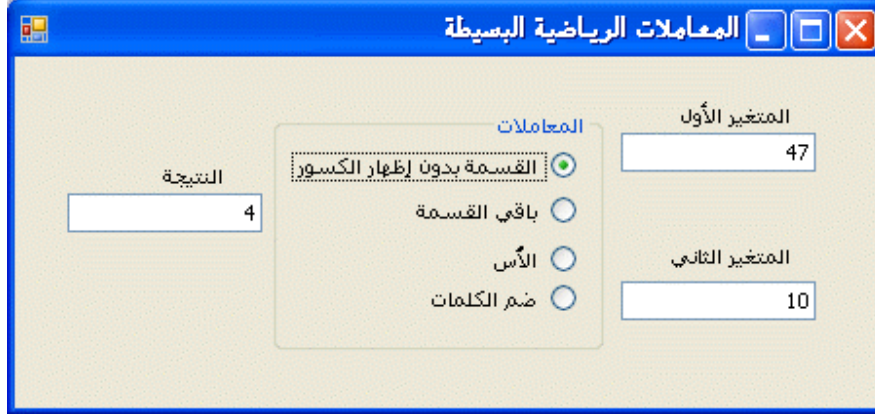 المعاملات الرياضية البسيطة
المتغير الأول
47
المتغير الثاني
10
المعاملات
القسمة بدون إظهار الكسور
باقي القسمة
الأس
ضم الكلمات
النتيجة
4